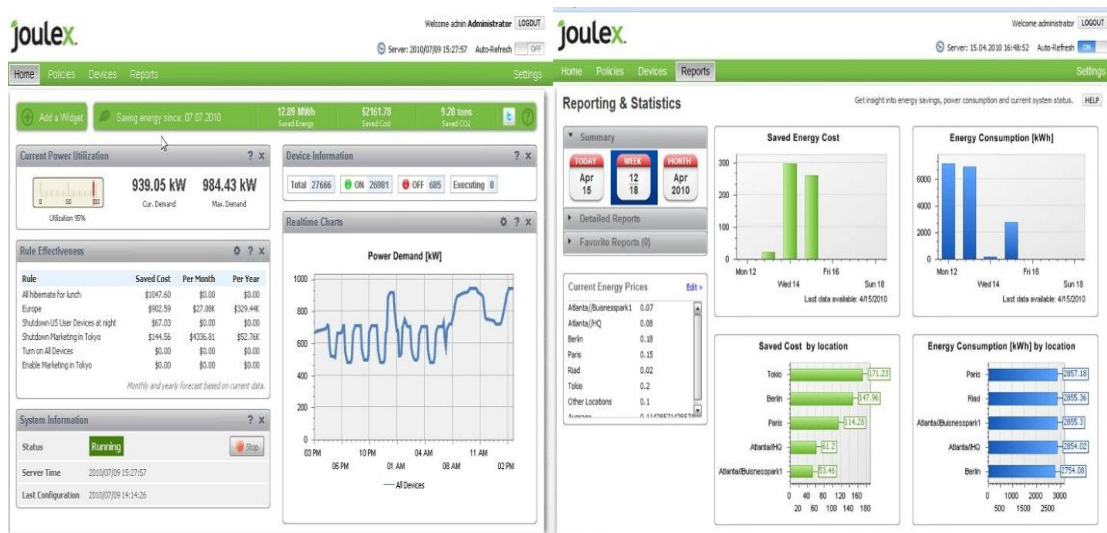 joulex.
Welcome admin Administrator LOGOUT
Server: 2010/07/09 15:27:57 Auto-Refresh OFF
Home Policies Devices Reports Settings
Add a Widget
Saving energy since: 07.07.2010
12.89 MWh
Saved Energy
$2161.78
Saved Cost
9.28 tons
Saved CO2
Current Power Utilization ? x
0 50 100
Utilization 95%
939.05 kW
Cur. Demand
984.43 kW
Max. Demand
Device Information ? x
Total 27666 ON 26981 OFF 685 Executing 0
Rule Effectiveness ? x
Rule Saved Cost Per Month Per Year
All hibernate for lunch $1047.60 $0.00 $0.00
Europe $902.59 $27.08K $329.44K
Shutdown US User Devices at night $67.03 $0.00 $0.00
Shutdown Marketing in Tokyo $144.56 $4336.81 $52.76K
Turn on All Devices $0.00 $0.00 $0.00
Enable Marketing in Tokyo $0.00 $0.00 $0.00
Monthly and yearly forecast based on current data.
System Information ? x
Status Running Stop
Server Time 2010/07/09 15:27:57
Last Configuration 2010/07/09 14:14:26
Realtime Charts ? x
Power Demand [kW]
1000
800
600
400
200
0
03 PM 10 PM 04 AM 11 AM
06 PM 01 AM 08 AM 02 PM
All Devices
joulex.
Welcome administrator LOGOUT
Server: 15.04.2010 16:48:52 Auto-Refresh ON
Home Policies Devices Reports Settings
Reporting & Statistics
Get insight into energy savings, power consumption and current system status. HELP
Summary
TODAY WEEK MONTH
Apr 12 Apr
15 18 2010
Detailed Reports
Favorite Reports (0)
Current Energy Prices Edit »
Atlanta//Buisnesspark1 0.07
Atlanta//HQ 0.08
Berlin 0.18
Paris 0.15
Riad 0.02
Tokio 0.2
Other Locations 0.1
Saved Energy Cost
300
200
100
0
Mon 12 Fri 16
Wed 14 Sun 18
Last data available: 4/15/2010
Energy Consumption [kWh]
6000
4000
2000
0
Mon 12 Fri 16
Wed 14 Sun 18
Last data available: 4/15/2010
Saved Cost by location
Tokio 171.23
Berlin 147.96
Paris 114.28
Atlanta//HQ 61.2
Atlanta//Buisnesspark1 53.46
0 40 80 120 160
20 60 100 140 180
Energy Consumption [kWh] by location
Paris 2857.18
Riad 2855.36
Atlanta//Buisnesspark1 2855.3
Atlanta//HQ 2854.02
Berlin 2754.08
0 1000 2000 3000
500 1500 2500